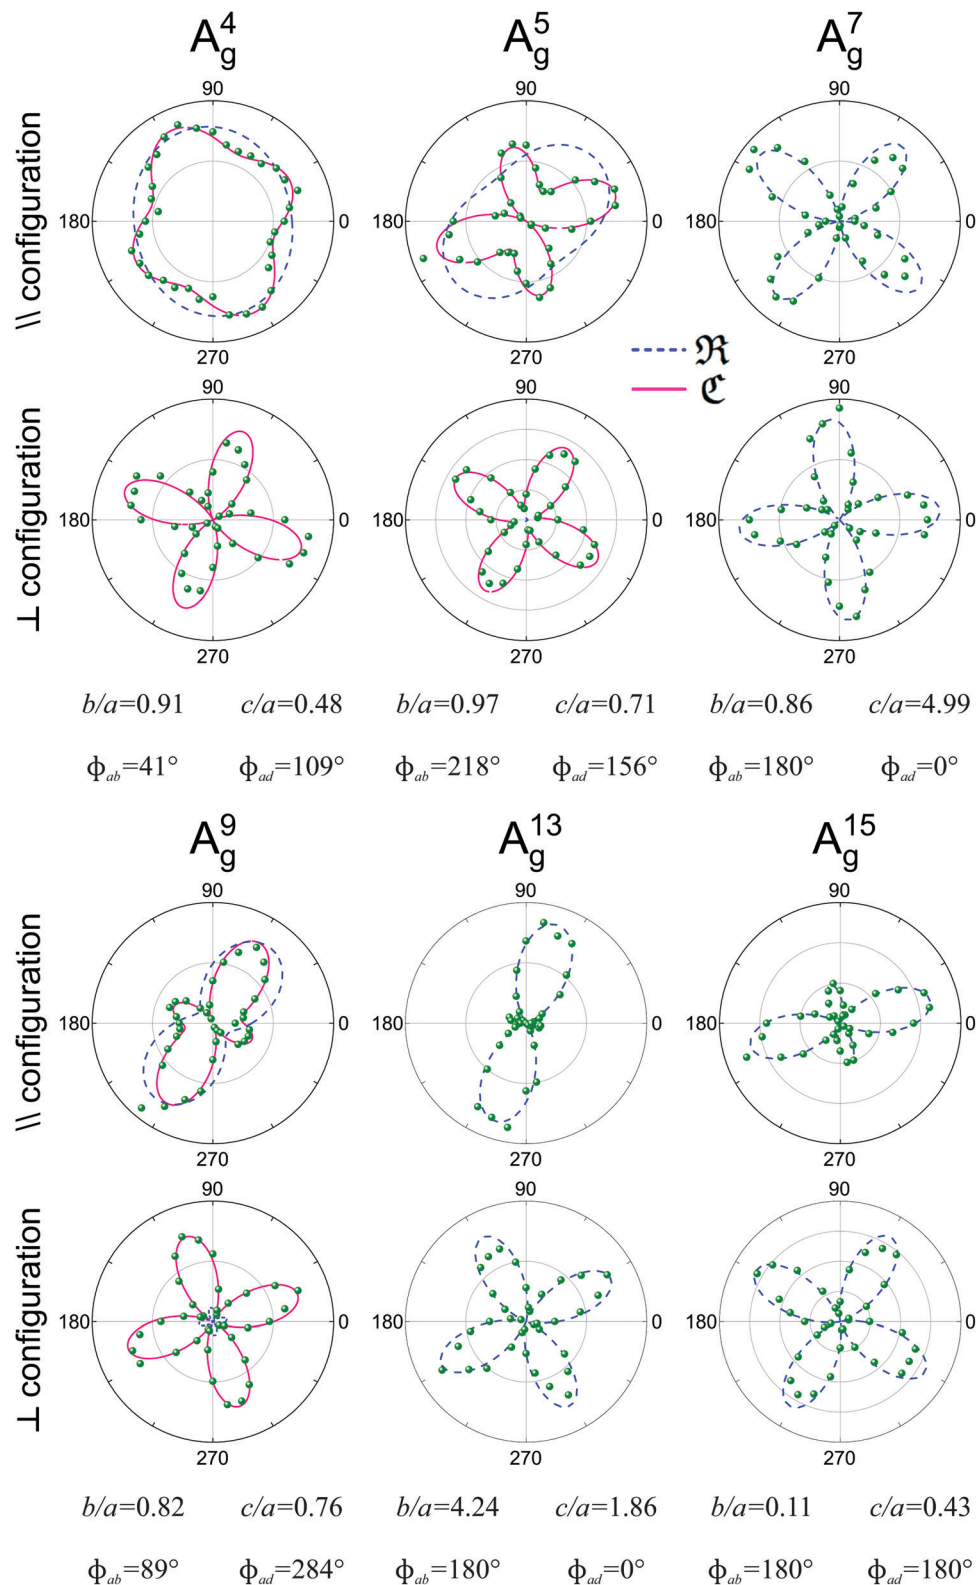 A⁴g A⁵g A⁷g
\\ configuration
90 90 90
180 0 180 0 180 0
270 270 270
ℜ
ℭ
⊥ configuration
90 90 90
180 0 180 0 180 0
270 270 270
b/a=0.91 c/a=0.48 b/a=0.97 c/a=0.71 b/a=0.86 c/a=4.99
ϕab=41° ϕad=109° ϕab=218° ϕad=156° ϕab=180° ϕad=0°
A⁹g A¹³g A¹⁵g
\\ configuration
90 90 90
180 0 180 0 180 0
270 270 270
⊥ configuration
90 90 90
180 0 180 0 180 0
270 270 270
b/a=0.82 c/a=0.76 b/a=4.24 c/a=1.86 b/a=0.11 c/a=0.43
ϕab=89° ϕad=284° ϕab=180° ϕad=0° ϕab=180° ϕad=180°